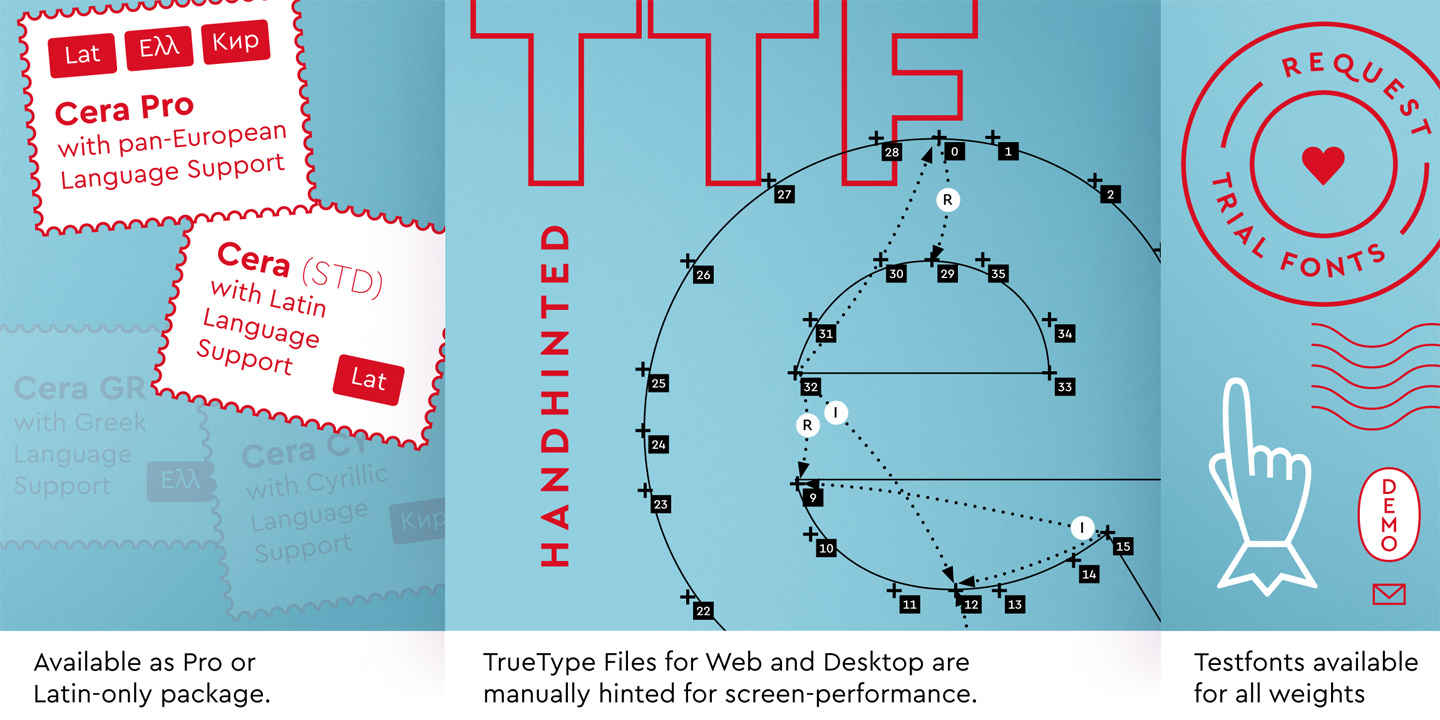 Lat
Ελλ
Кир
Cera Pro
with pan-European
Language Support
Cera (STD)
with Latin
Language
Support
Lat
Cera GR
with Greek
Language
Support
Ελλ
Cera CY
with Cyrillic
Language
Support
Кир
Available as Pro or
Latin-only package.
TTF
HANDHINTED
28
0
1
27
2
R
26
30
29
35
31
34
25
32
33
I
R
24
23
9
I
10
15
14
22
11
12
13
TrueType Files for Web and Desktop are
manually hinted for screen-performance.
REQUEST
TRIAL FONTS
DEMO
Testfonts available
for all weights